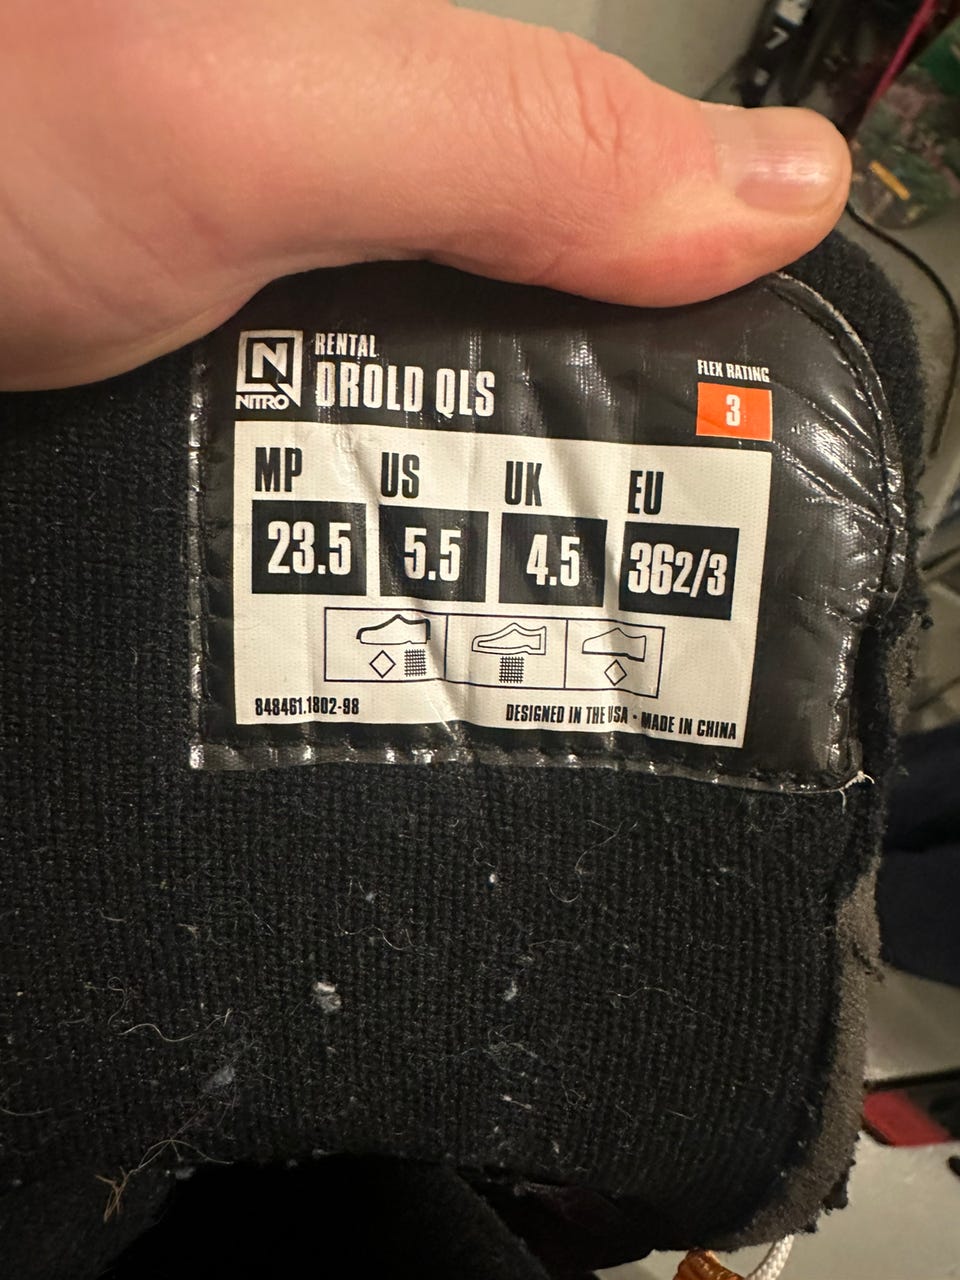 N
NITRO
RENTAL
DROLD QLS
FLEX RATING
3
MP US UK EU
23.5 5.5 4.5 362/3
848461.1802-98
DESIGNED IN THE USA • MADE IN CHINA
7